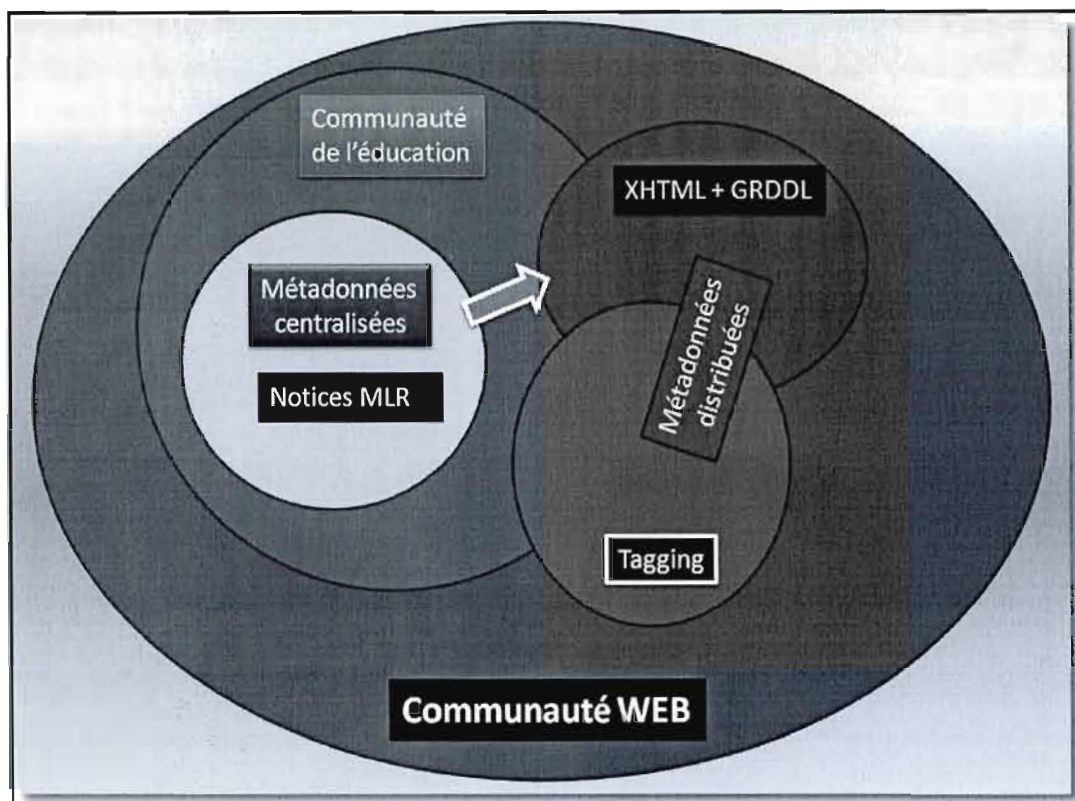 Communauté
de l'éducation
XHTML + GRDDL
Métadonnées
centralisées
Notices MLR
Métadonnées
distribuées
Tagging
Communauté WEB